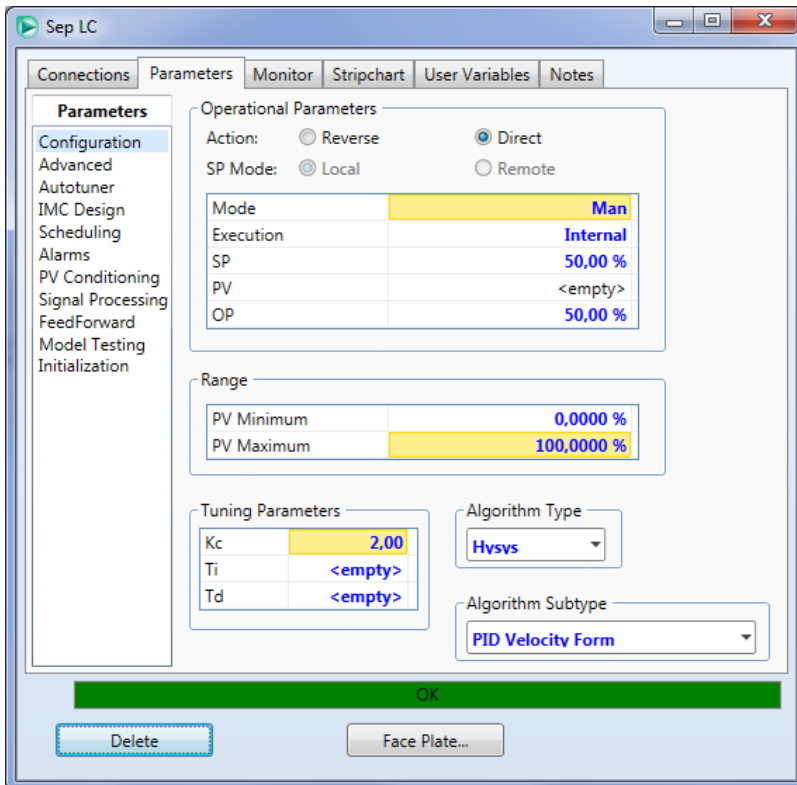 Sep LC
Connections Parameters Monitor Stripchart User Variables Notes
Parameters
Configuration
Advanced
Autotuner
IMC Design
Scheduling
Alarms
PV Conditioning
Signal Processing
FeedForward
Model Testing
Initialization
Operational Parameters
Action: Reverse Direct
SP Mode: Local Remote
Mode Man
Execution Internal
SP 50,00 %
PV <empty>
OP 50,00 %
Range
PV Minimum 0,0000 %
PV Maximum 100,0000 %
Tuning Parameters
Kc 2,00
Ti <empty>
Td <empty>
Algorithm Type
Hysys
Algorithm Subtype
PID Velocity Form
OK
Delete Face Plate...